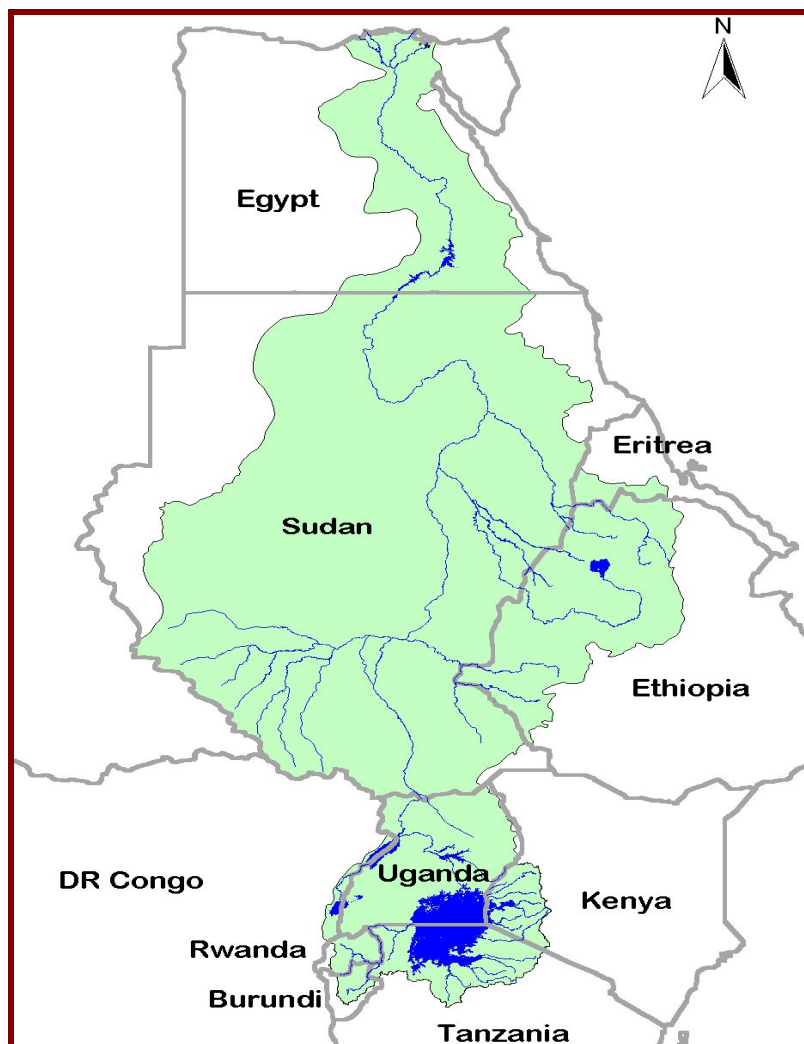 N
Egypt
Eritrea
Sudan
Ethiopia
DR Congo
Uganda
Kenya
Rwanda
Burundi
Tanzania